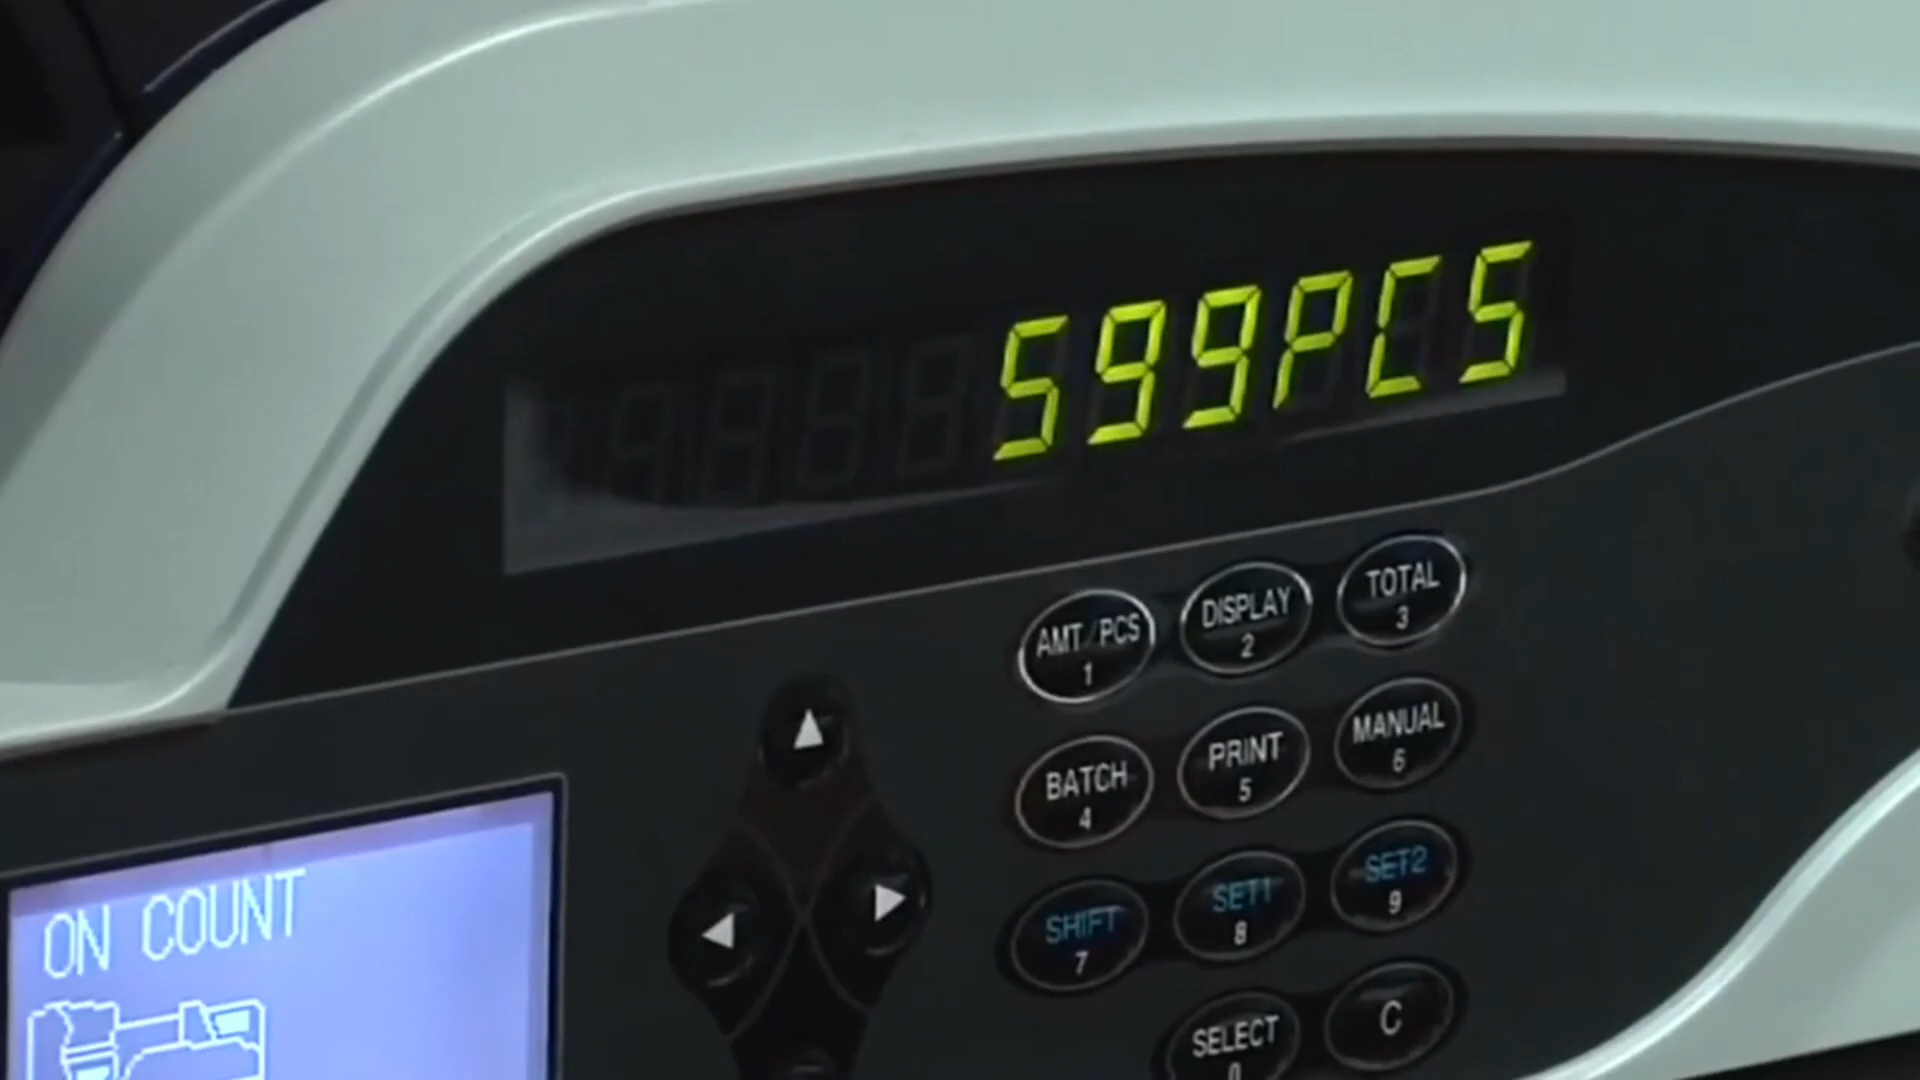 599PCS
AMT/PCS
1
DISPLAY
2
TOTAL
3
BATCH
4
PRINT
5
MANUAL
6
SHIFT
7
SET1
8
SET2
9
SELECT
0
C
ON COUNT